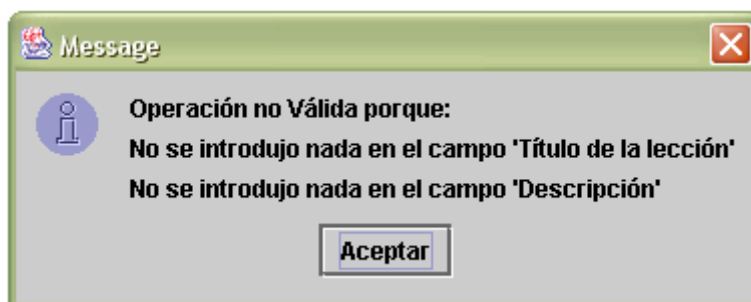 Message
Operación no Válida porque:
No se introdujo nada en el campo 'Título de la lección'
No se introdujo nada en el campo 'Descripción'
Aceptar